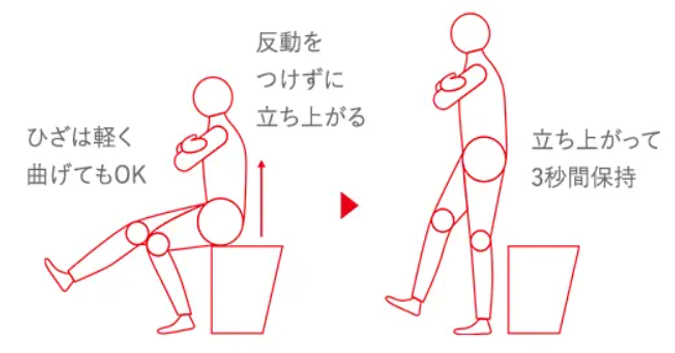 反動を
つけずに
立ち上がる
ひざは軽く
曲げてもOK
立ち上がって
3秒間保持